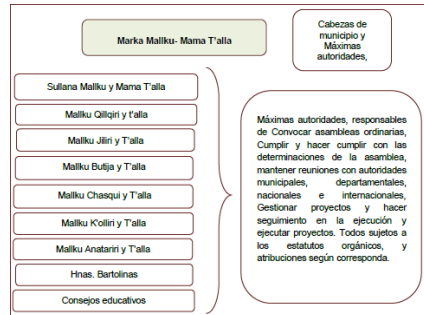 Marka Mallku- Mama T'alla
Cabezas de
municipio y
Máximas
autoridades,
Sullana Mallku y Mama T'alla
Mallku Qillqiri y t'alla
Mallku Jiliri y T'alla
Mallku Butija y T'alla
Mallku Chasqui y T'alla
Mallku K'olliri y T'alla
Mallku Anatariri y T'alla
Hnas. Bartolinas
Consejos educativos
Máximas autoridades, responsables
de Convocar asambleas ordinarias,
Cumplir y hacer cumplir con las
determinaciones de la asamblea,
mantener reuniones con autoridades
municipales, departamentales,
nacionales e internacionales,
Gestionar proyectos y hacer
seguimiento en la ejecución y
ejecutar proyectos. Todos sujetos a
los estatutos orgánicos, y
atribuciones según corresponda.